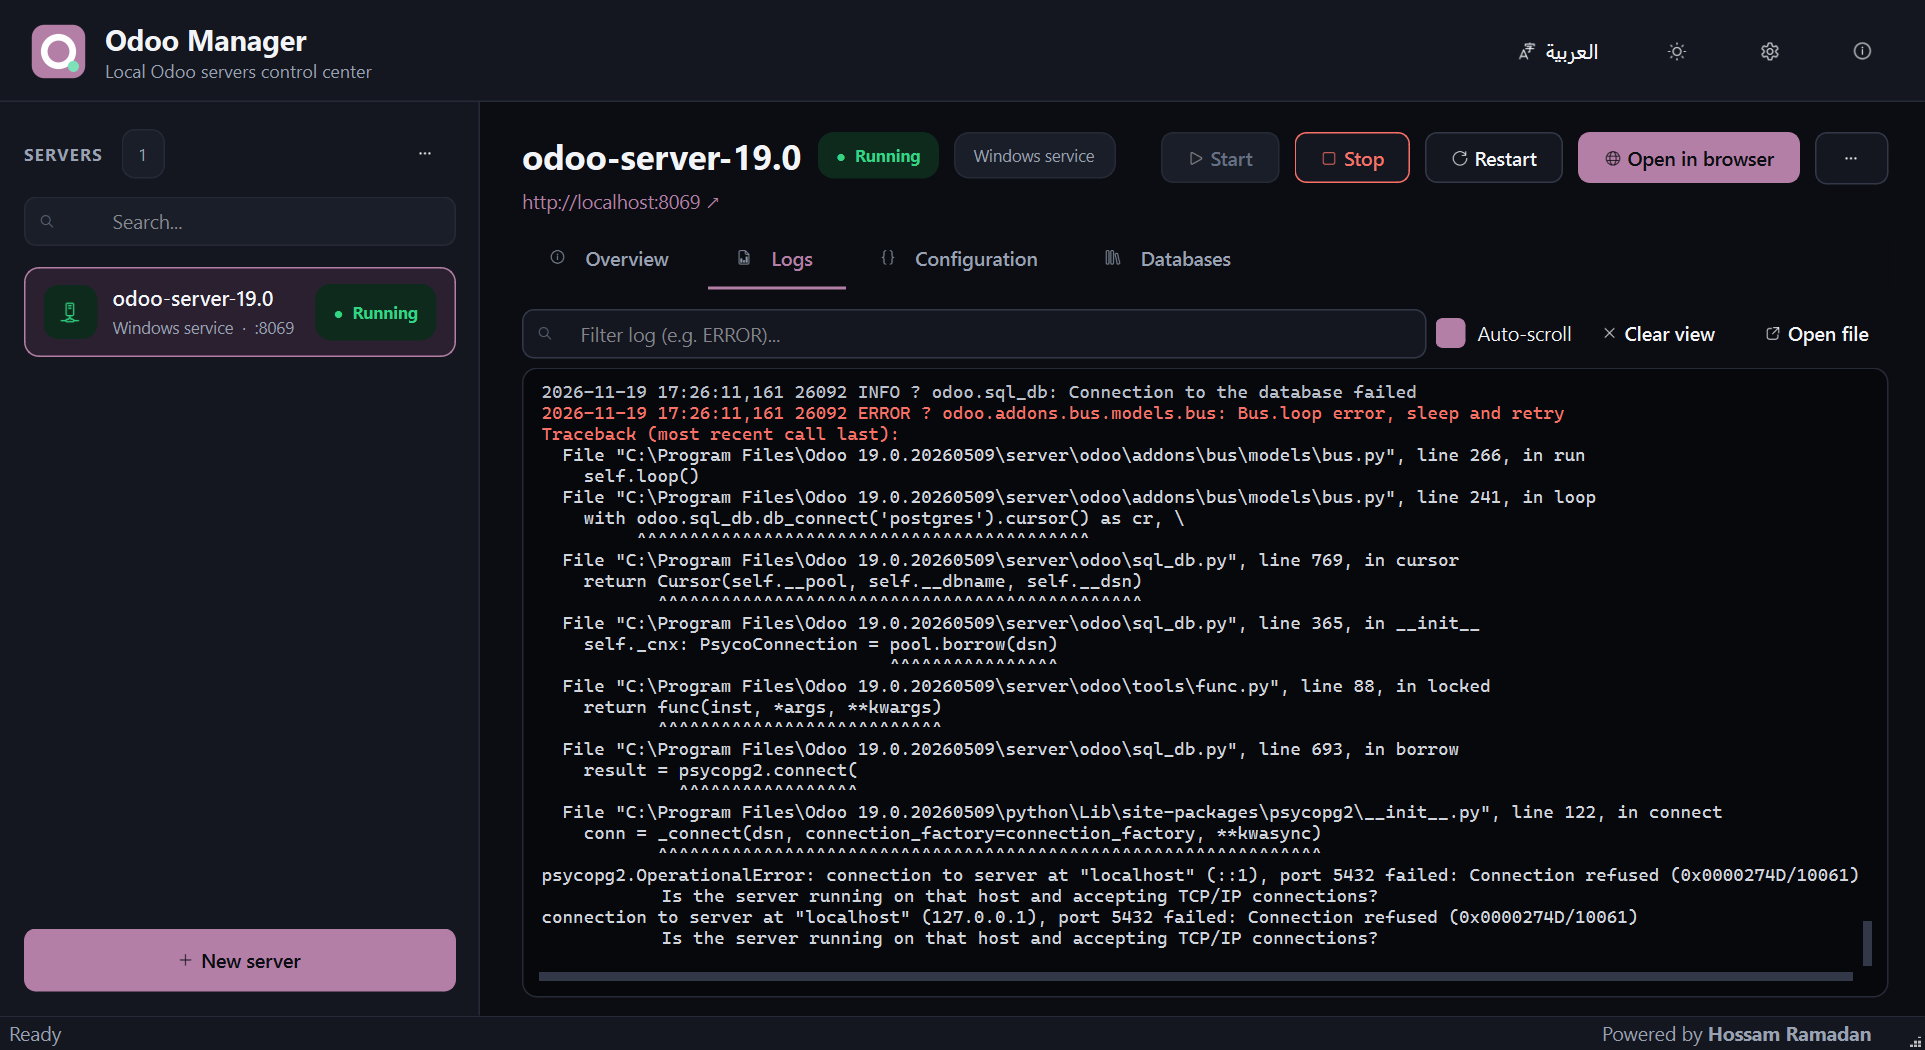 Odoo Manager
Local Odoo servers control center
العربية
SERVERS 1 ...
Search...
odoo-server-19.0
Windows service · :8069
● Running
+ New server
odoo-server-19.0 ● Running Windows service Start Stop Restart Open in browser ...
http://localhost:8069 ↗
Overview Logs {} Configuration Databases
Filter log (e.g. ERROR)... Auto-scroll × Clear view Open file
2026-11-19 17:26:11,161 26092 INFO ? odoo.sql_db: Connection to the database failed
2026-11-19 17:26:11,161 26092 ERROR ? odoo.addons.bus.models.bus: Bus.loop error, sleep and retry
Traceback (most recent call last):
  File "C:\Program Files\Odoo 19.0.20260509\server\odoo\addons\bus\models\bus.py", line 266, in run
    self.loop()
  File "C:\Program Files\Odoo 19.0.20260509\server\odoo\addons\bus\models\bus.py", line 241, in loop
    with odoo.sql_db.db_connect('postgres').cursor() as cr, \
         ^^^^^^^^^^^^^^^^^^^^^^^^^^^^^^^^^^^^^^^^^^^
  File "C:\Program Files\Odoo 19.0.20260509\server\odoo\sql_db.py", line 769, in cursor
    return Cursor(self.__pool, self.__dbname, self.__dsn)
           ^^^^^^^^^^^^^^^^^^^^^^^^^^^^^^^^^^^^^^^^^^^^^^
  File "C:\Program Files\Odoo 19.0.20260509\server\odoo\sql_db.py", line 365, in __init__
    self._cnx: PsycoConnection = pool.borrow(dsn)
                                 ^^^^^^^^^^^^^^^^
  File "C:\Program Files\Odoo 19.0.20260509\server\odoo\tools\func.py", line 88, in locked
    return func(inst, *args, **kwargs)
           ^^^^^^^^^^^^^^^^^^^^^^^^^^^
  File "C:\Program Files\Odoo 19.0.20260509\server\odoo\sql_db.py", line 693, in borrow
    result = psycopg2.connect(
             ^^^^^^^^^^^^^^^^^
  File "C:\Program Files\Odoo 19.0.20260509\python\Lib\site-packages\psycopg2\__init__.py", line 122, in connect
    conn = _connect(dsn, connection_factory=connection_factory, **kwasync)
           ^^^^^^^^^^^^^^^^^^^^^^^^^^^^^^^^^^^^^^^^^^^^^^^^^^^^^^^^^^^^^^^
psycopg2.OperationalError: connection to server at "localhost" (::1), port 5432 failed: Connection refused (0x0000274D/10061)
	Is the server running on that host and accepting TCP/IP connections?
connection to server at "localhost" (127.0.0.1), port 5432 failed: Connection refused (0x0000274D/10061)
	Is the server running on that host and accepting TCP/IP connections?
Ready
Powered by Hossam Ramadan